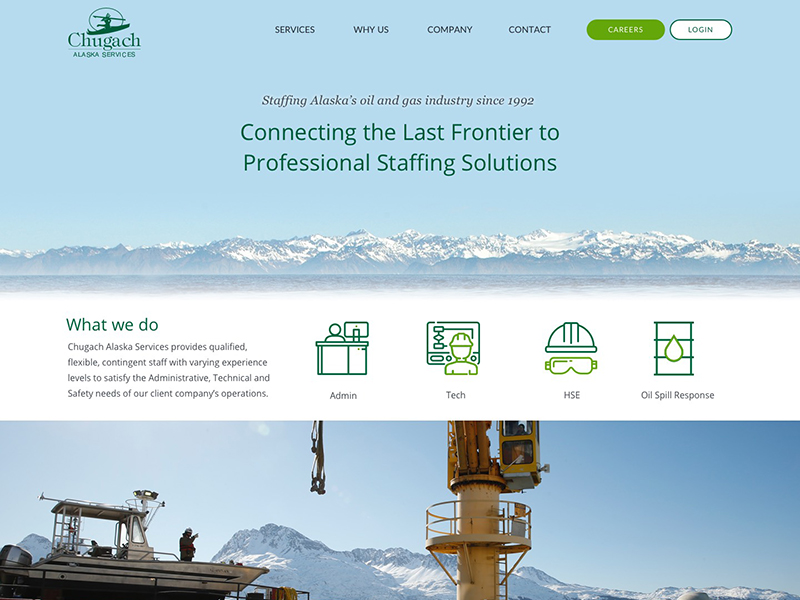 Chugach
ALASKA SERVICES
SERVICES
WHY US
COMPANY
CONTACT
CAREERS
LOGIN
Staffing Alaska's oil and gas industry since 1992
Connecting the Last Frontier to
Professional Staffing Solutions
What we do
Chugach Alaska Services provides qualified,
flexible, contingent staff with varying experience
levels to satisfy the Administrative, Technical and
Safety needs of our client company's operations.
Admin
Tech
HSE
Oil Spill Response